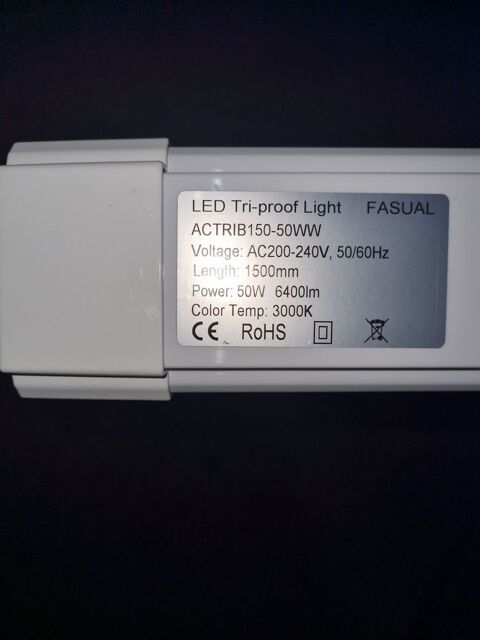 LED Tri-proof Light FASUAL
ACTRIB150-50WW
Voltage: AC200-240V, 50/60Hz
Length: 1500mm
Power: 50W 6400lm
Color Temp: 3000K
CE RoHS